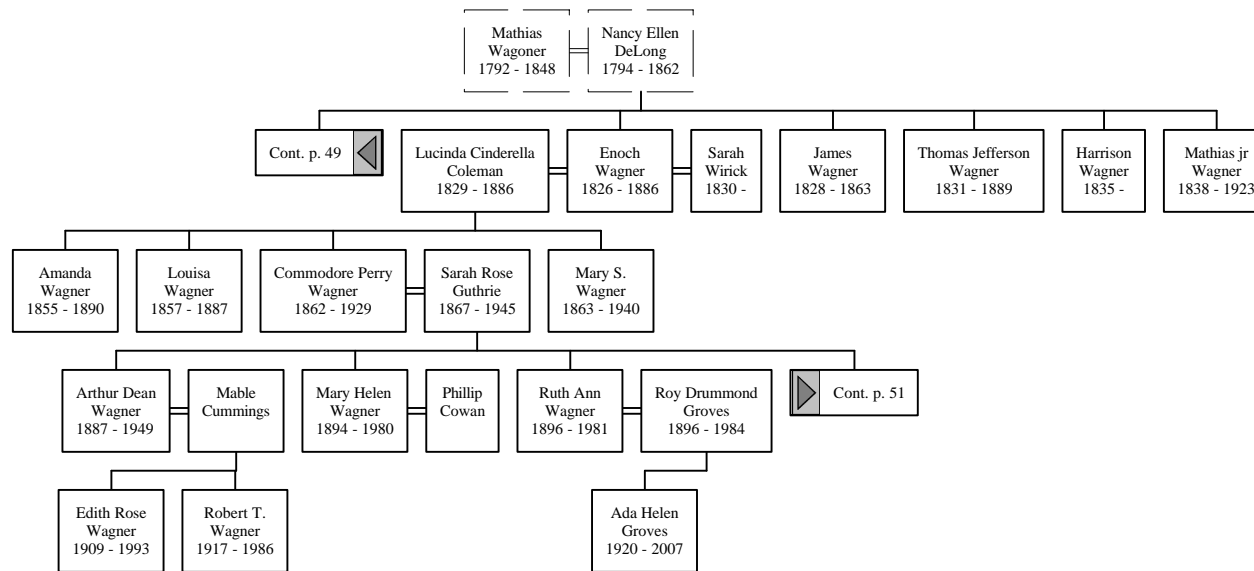 Mathias
Wagoner
1792 - 1848
Nancy Ellen
DeLong
1794 - 1862
Cont. p. 49
Lucinda Cinderella
Coleman
1829 - 1886
Enoch
Wagner
1826 - 1886
Sarah
Wirick
1830 -
James
Wagner
1828 - 1863
Thomas Jefferson
Wagner
1831 - 1889
Harrison
Wagner
1835 -
Mathias jr
Wagner
1838 - 1923
Amanda
Wagner
1855 - 1890
Louisa
Wagner
1857 - 1887
Commodore Perry
Wagner
1862 - 1929
Sarah Rose
Guthrie
1867 - 1945
Mary S.
Wagner
1863 - 1940
Arthur Dean
Wagner
1887 - 1949
Mable
Cummings
Mary Helen
Wagner
1894 - 1980
Phillip
Cowan
Ruth Ann
Wagner
1896 - 1981
Roy Drummond
Groves
1896 - 1984
Cont. p. 51
Edith Rose
Wagner
1909 - 1993
Robert T.
Wagner
1917 - 1986
Ada Helen
Groves
1920 - 2007